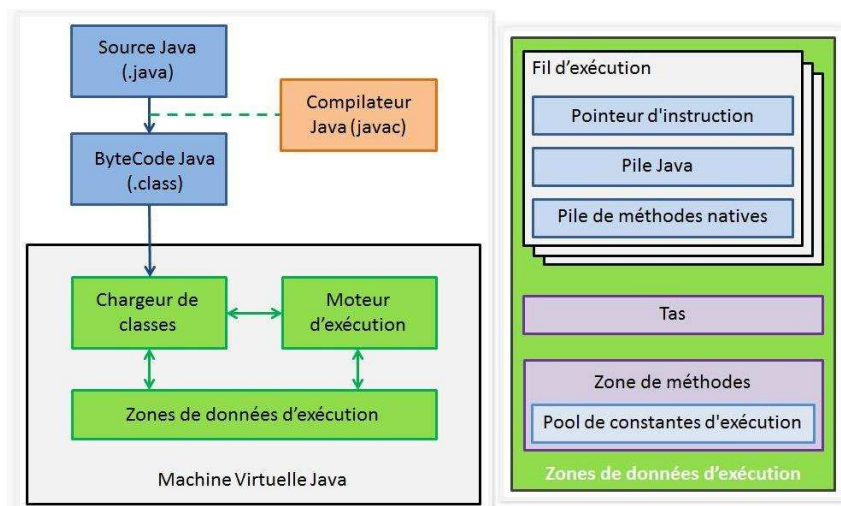 Source Java
(.java)
Compilateur
Java (javac)
ByteCode Java
(.class)
Chargeur de
classes
Moteur
d'exécution
Zones de données d'exécution
Machine Virtuelle Java
Fil d'exécution
Pointeur d'instruction
Pile Java
Pile de méthodes natives
Tas
Zone de méthodes
Pool de constantes d'exécution
Zones de données d'exécution